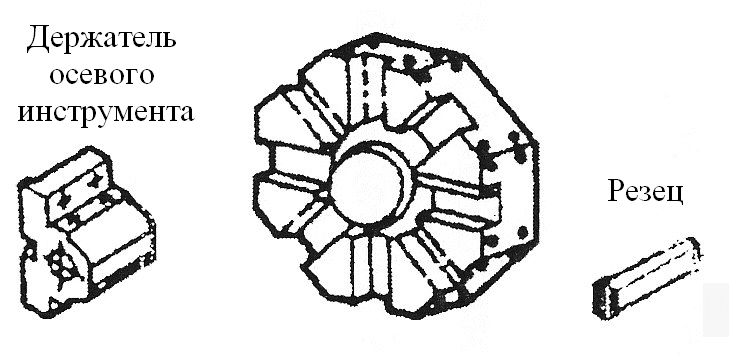 Держатель
осевого
инструмента
Резец